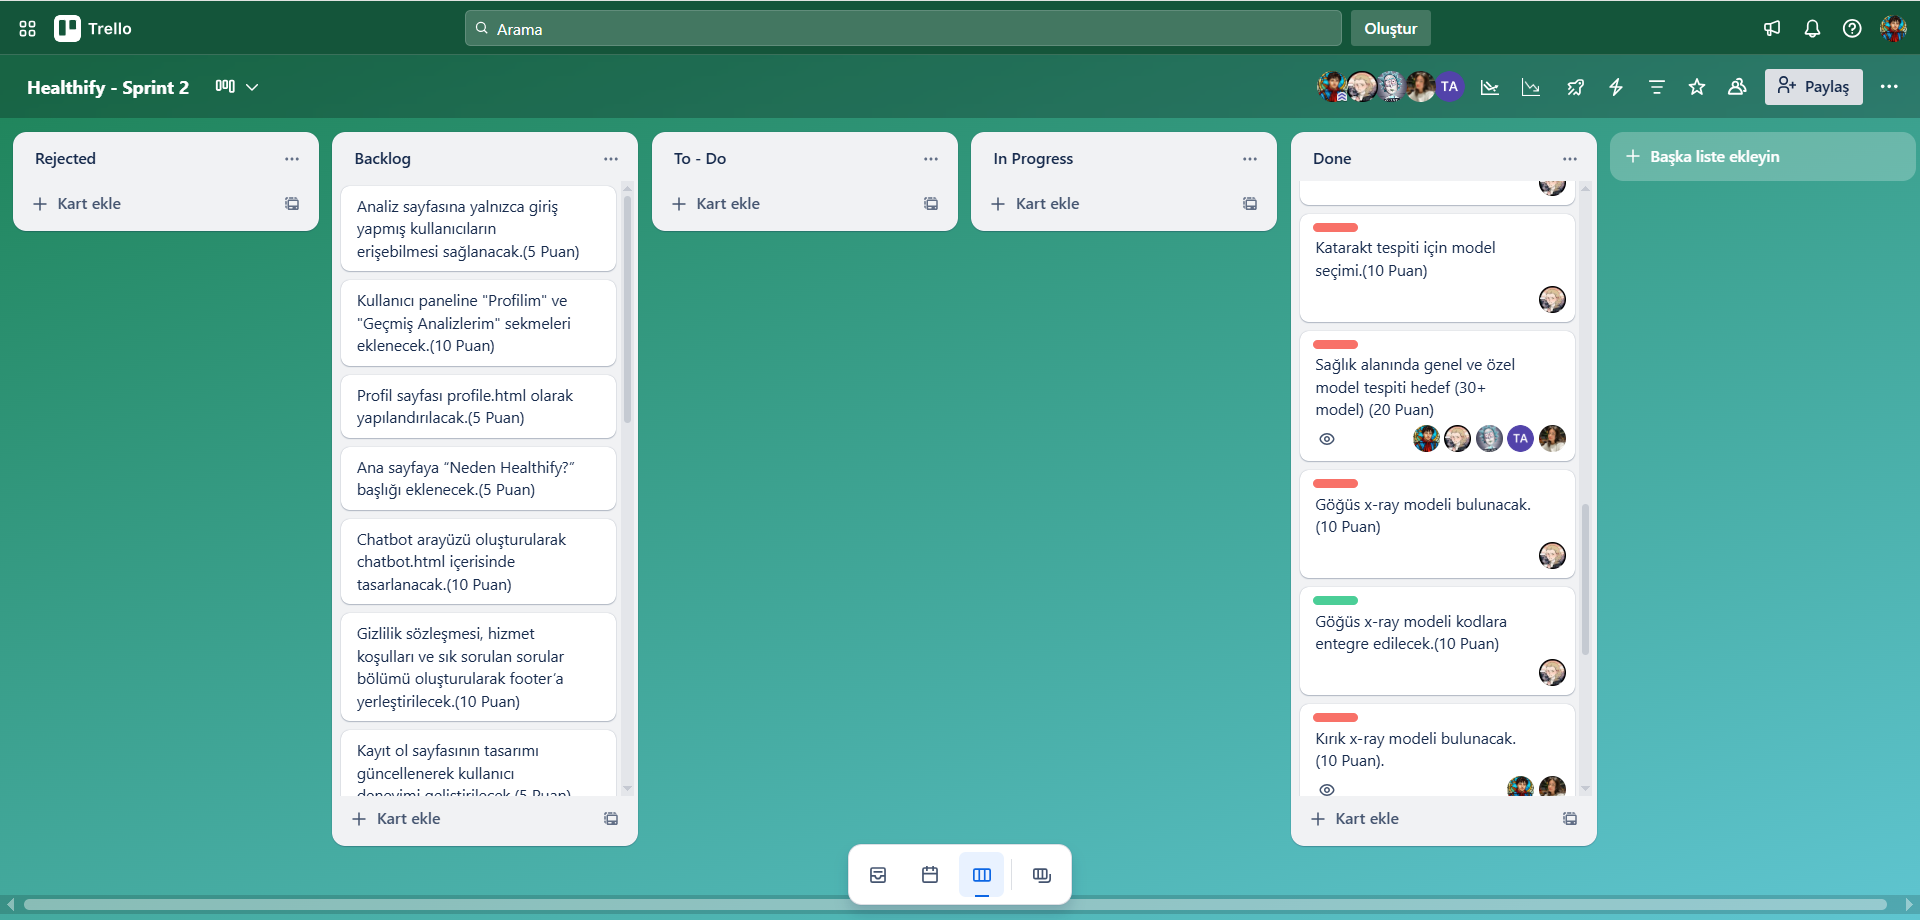 Trello
Arama
Oluştur
Healthify - Sprint 2
TA
Paylaş
Rejected
Kart ekle
Backlog
Analiz sayfasına yalnızca giriş
yapmış kullanıcıların
erişebilmesi sağlanacak.(5 Puan)
Kullanıcı paneline "Profilim" ve
"Geçmiş Analizlerim" sekmeleri
eklenecek.(10 Puan)
Profil sayfası profile.html olarak
yapılandırılacak.(5 Puan)
Ana sayfaya “Neden Healthify?”
başlığı eklenecek.(5 Puan)
Chatbot arayüzü oluşturularak
chatbot.html içerisinde
tasarlanacak.(10 Puan)
Gizlilik sözleşmesi, hizmet
koşulları ve sık sorulan sorular
bölümü oluşturularak footer’a
yerleştirilecek.(10 Puan)
Kayıt ol sayfasının tasarımı
güncellenerek kullanıcı
deneyimi geliştirilecek.(5 Puan)
Kart ekle
To - Do
Kart ekle
In Progress
Kart ekle
Done
Katarakt tespiti için model
seçimi.(10 Puan)
Sağlık alanında genel ve özel
model tespiti hedef (30+
model) (20 Puan)
TA
Göğüs x-ray modeli bulunacak.
(10 Puan)
Göğüs x-ray modeli kodlara
entegre edilecek.(10 Puan)
Kırık x-ray modeli bulunacak.
(10 Puan).
Kart ekle
Başka liste ekleyin